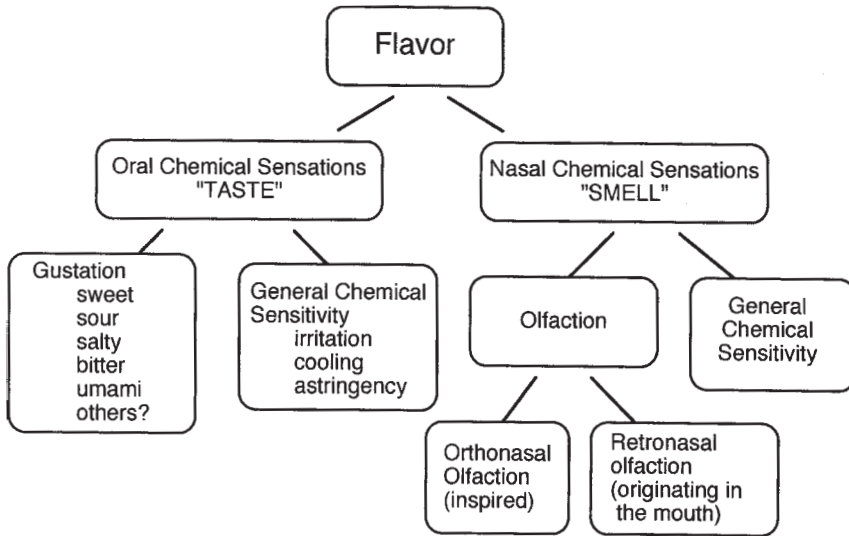 Flavor
Oral Chemical Sensations
"TASTE"
Nasal Chemical Sensations
"SMELL"
Gustation
sweet
sour
salty
bitter
umami
others?
General Chemical
Sensitivity
irritation
cooling
astringency
Olfaction
General
Chemical
Sensitivity
Orthonasal
Olfaction
(inspired)
Retronasal
olfaction
(originating in
the mouth)